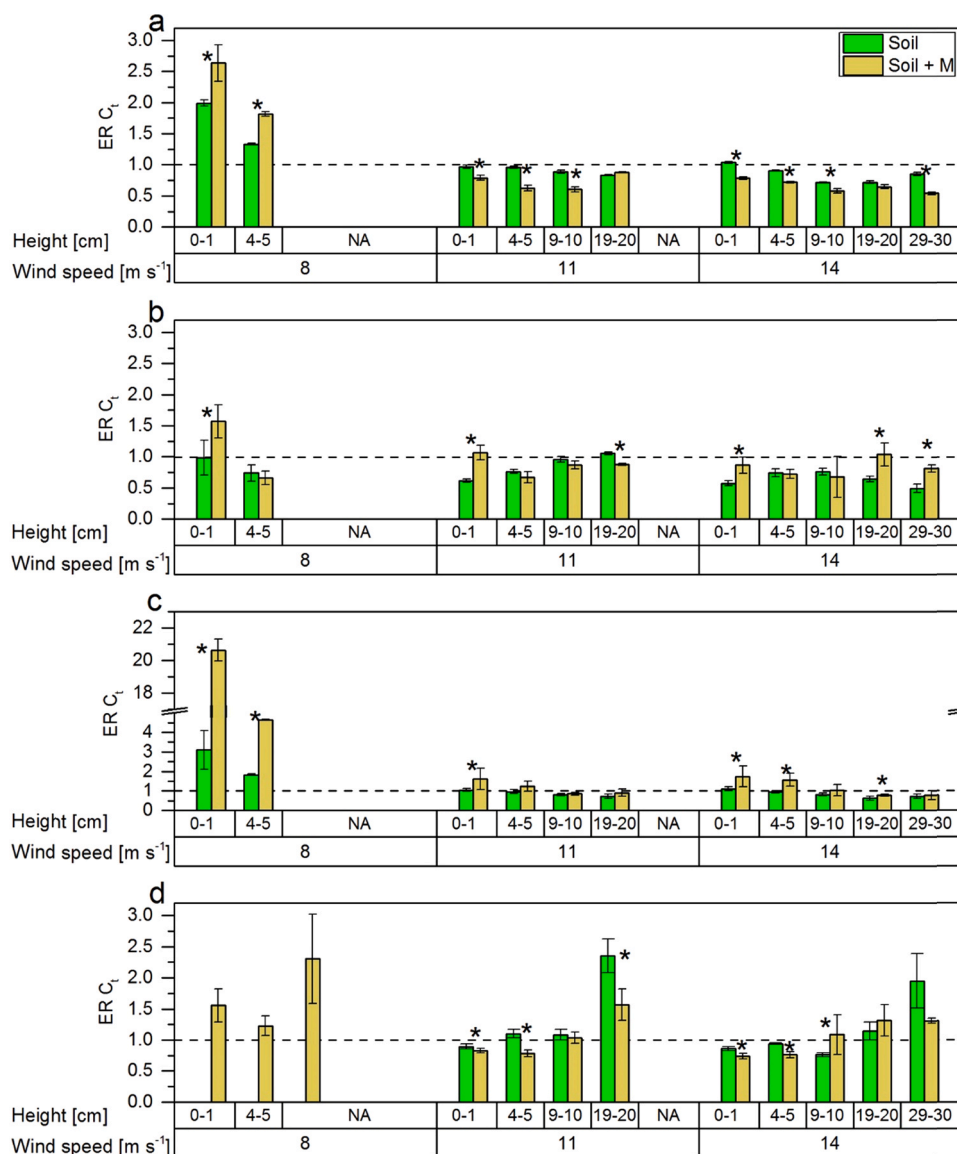 a
Soil
Soil + M
3.0
2.5
2.0
1.5
1.0
0.5
0.0
ER Ct
Height [cm] 0-1 4-5 NA 0-1 4-5 9-10 19-20 NA 0-1 4-5 9-10 19-20 29-30
Wind speed [m s-1] 8 11 14
b
3.0
2.5
2.0
1.5
1.0
0.5
0.0
ER Ct
Height [cm] 0-1 4-5 NA 0-1 4-5 9-10 19-20 NA 0-1 4-5 9-10 19-20 29-30
Wind speed [m s-1] 8 11 14
c
22
20
18
4
3
2
1
0
ER Ct
Height [cm] 0-1 4-5 NA 0-1 4-5 9-10 19-20 NA 0-1 4-5 9-10 19-20 29-30
Wind speed [m s-1] 8 11 14
d
3.0
2.5
2.0
1.5
1.0
0.5
0.0
ER Ct
Height [cm] 0-1 4-5 NA 0-1 4-5 9-10 19-20 NA 0-1 4-5 9-10 19-20 29-30
Wind speed [m s-1] 8 11 14